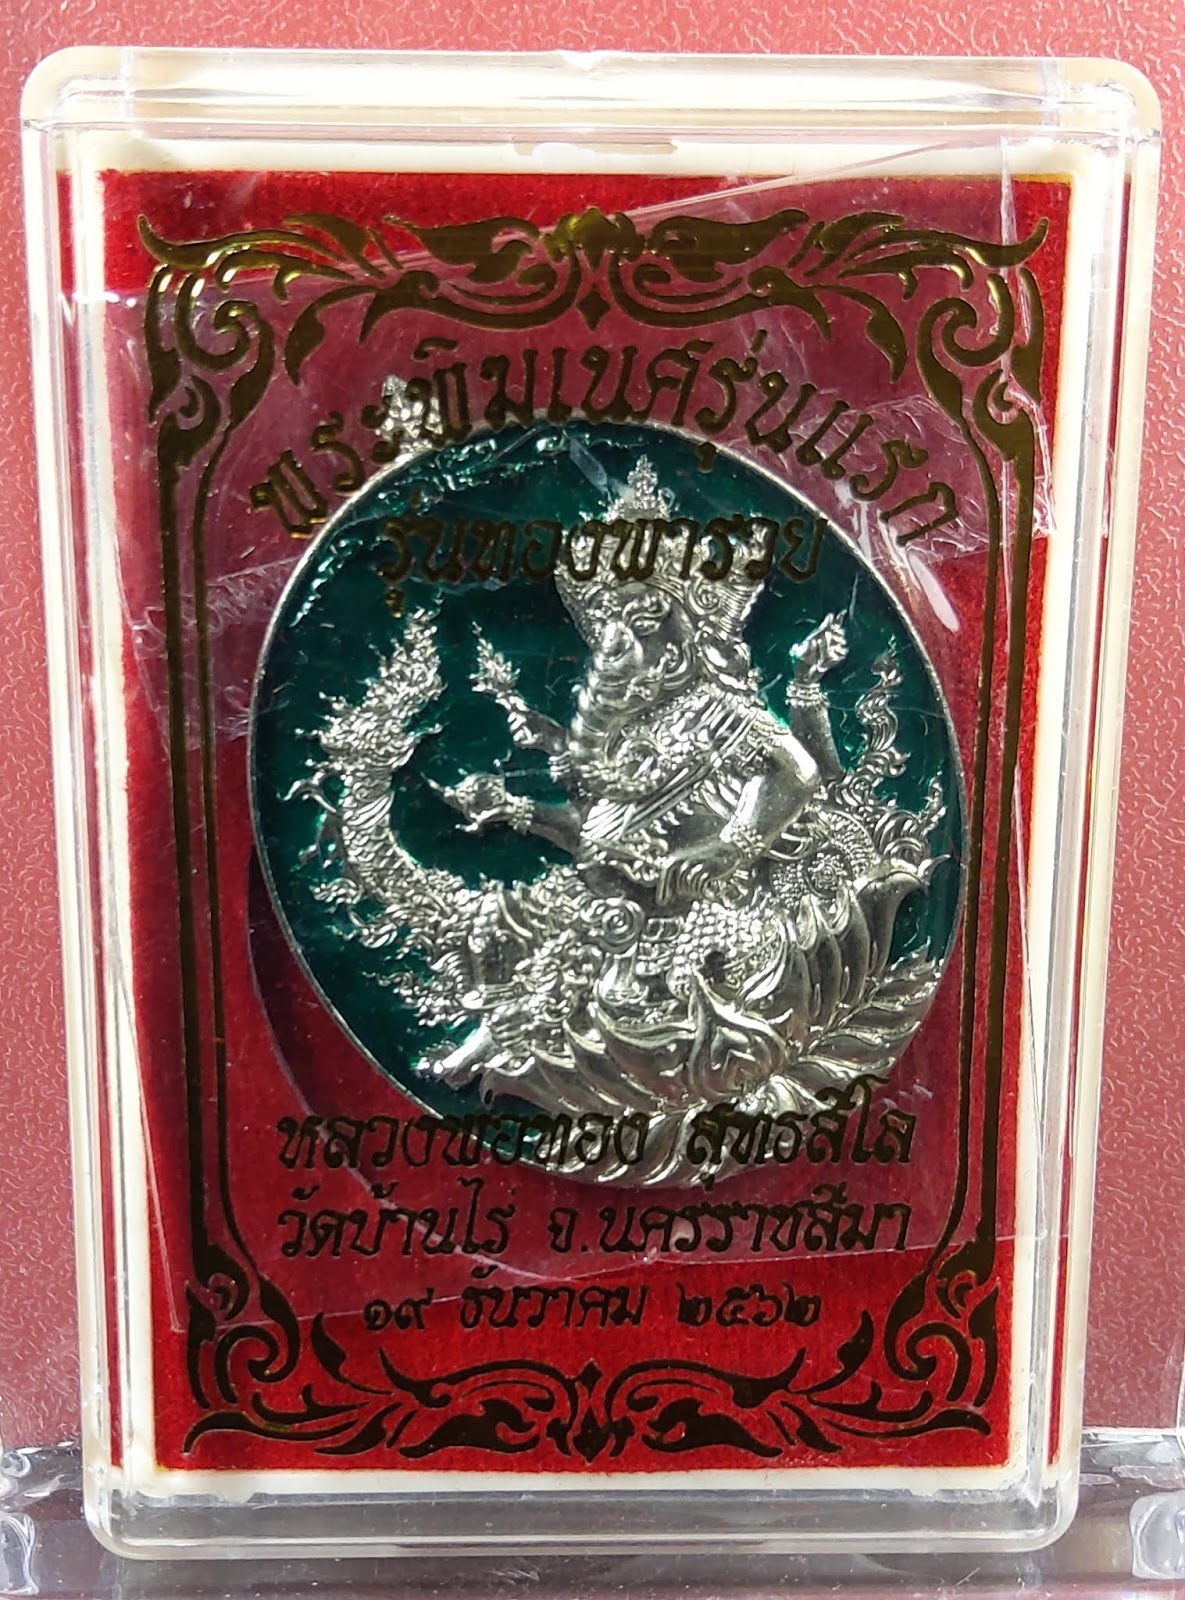 พระพิฆเนศรุ่นแรก
รุ่นทองพารวย
หลวงพ่อทอง สุทธสีโล
วัดบ้านไร่ จ.นครราชสีมา
๑๙ ธันวาคม ๒๕๖๒